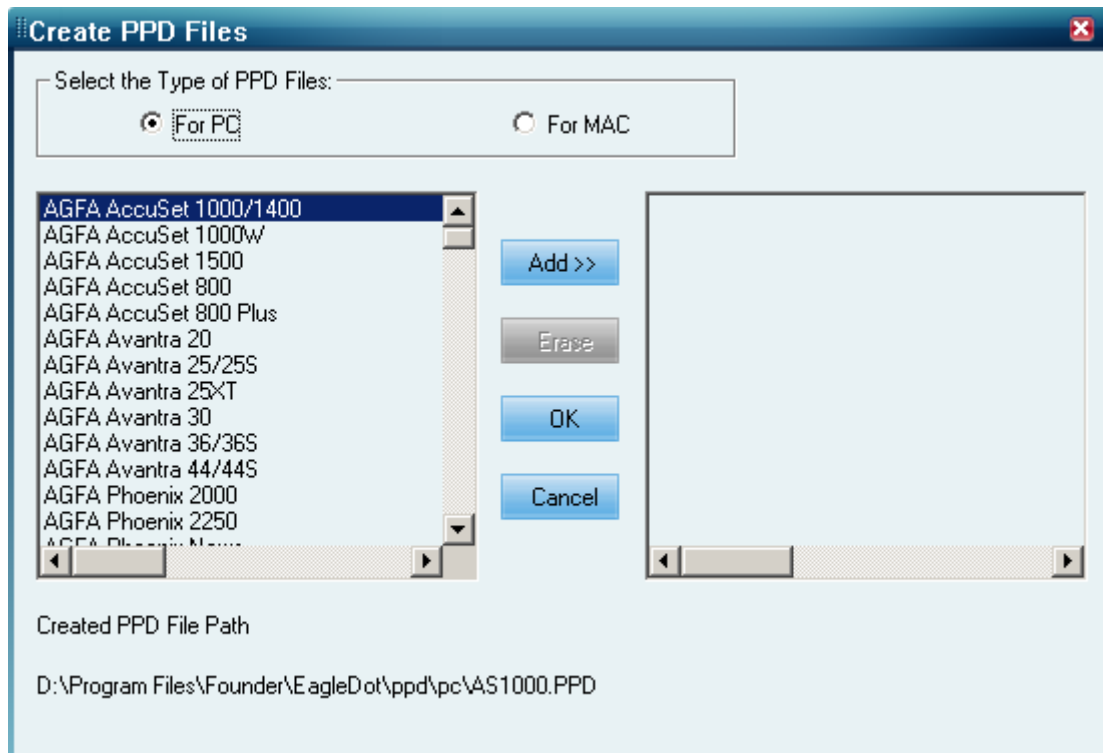 Create PPD Files
Select the Type of PPD Files:
For PC
For MAC
AGFA AccuSet 1000/1400
AGFA AccuSet 1000W
AGFA AccuSet 1500
AGFA AccuSet 800
AGFA AccuSet 800 Plus
AGFA Avantra 20
AGFA Avantra 25/25S
AGFA Avantra 25XT
AGFA Avantra 30
AGFA Avantra 36/36S
AGFA Avantra 44/44S
AGFA Phoenix 2000
AGFA Phoenix 2250
AGFA Phoenix
Add >>
Erase
OK
Cancel
Created PPD File Path
D:\Program Files\Founder\EagleDot\ppd\pc\AS1000.PPD